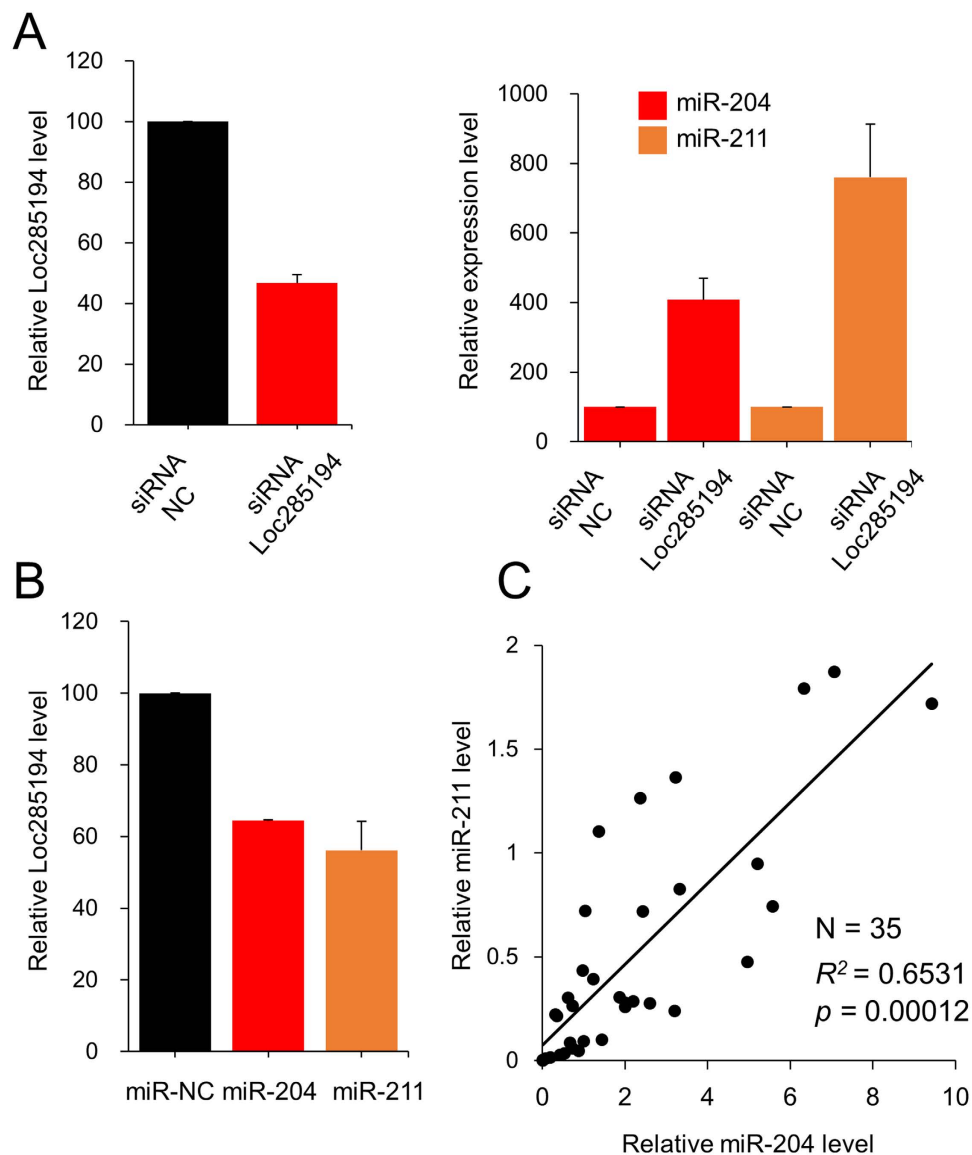 A
Relative Loc285194 level
120
100
80
60
40
20
0
siRNA
NC
siRNA
Loc285194
Relative expression level
1000
800
600
400
200
0
miR-204
miR-211
siRNA
NC
siRNA
Loc285194
siRNA
NC
siRNA
Loc285194
B
Relative Loc285194 level
120
100
80
60
40
20
0
miR-NC
miR-204
miR-211
C
Relative miR-211 level
2
1.5
1
0.5
0
N = 35
R² = 0.6531
p = 0.00012
0 2 4 6 8 10
Relative miR-204 level